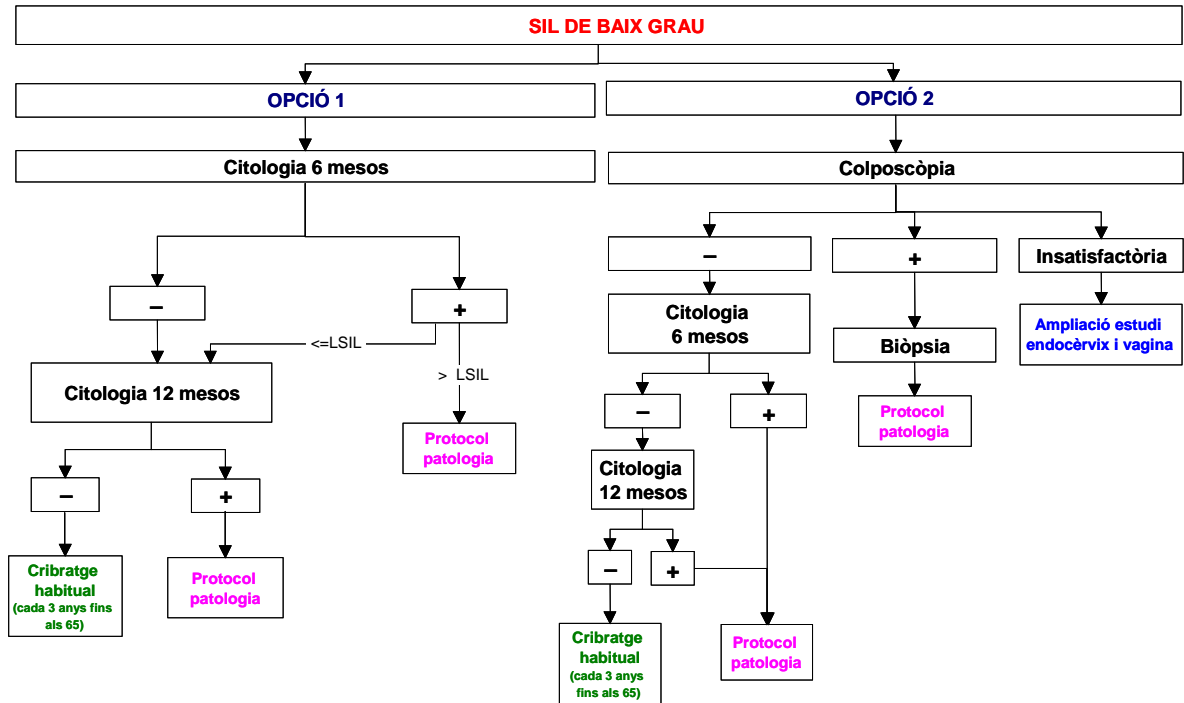 SIL DE BAIX GRAU
OPCIÓ 1
OPCIÓ 2
Citologia 6 mesos
Colposcòpia
–
+
Insatisfactòria
–
+
Citologia
6 mesos
Biòpsia
Ampliació estudi
endocèrvix i vagina
<=LSIL
> LSIL
Citologia 12 mesos
Protocol
patologia
–
+
Protocol
patologia
Citologia
12 mesos
–
+
–
+
Cribratge
habitual
(cada 3 anys fins
als 65)
Protocol
patologia
Cribratge
habitual
(cada 3 anys
fins als 65)
Protocol
patologia